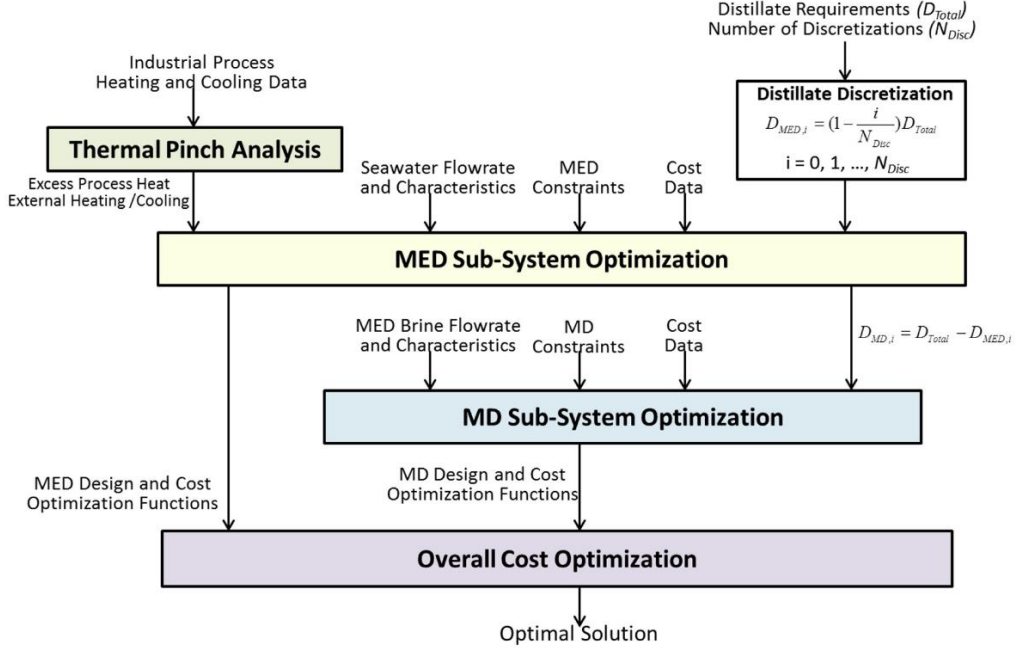 Distillate Requirements (D_Total)
Number of Discretizations (N_Disc)
Industrial Process
Heating and Cooling Data
Distillate Discretization
D_MED,i = (1 - i/N_Disc)D_Total
i = 0, 1, ..., N_Disc
Thermal Pinch Analysis
Excess Process Heat
External Heating /Cooling
Seawater Flowrate
and Characteristics
MED
Constraints
Cost
Data
MED Sub-System Optimization
MED Brine Flowrate
and Characteristics
MD
Constraints
Cost
Data
D_MD,i = D_Total - D_MED,i
MD Sub-System Optimization
MED Design and Cost
Optimization Functions
MD Design and Cost
Optimization Functions
Overall Cost Optimization
Optimal Solution